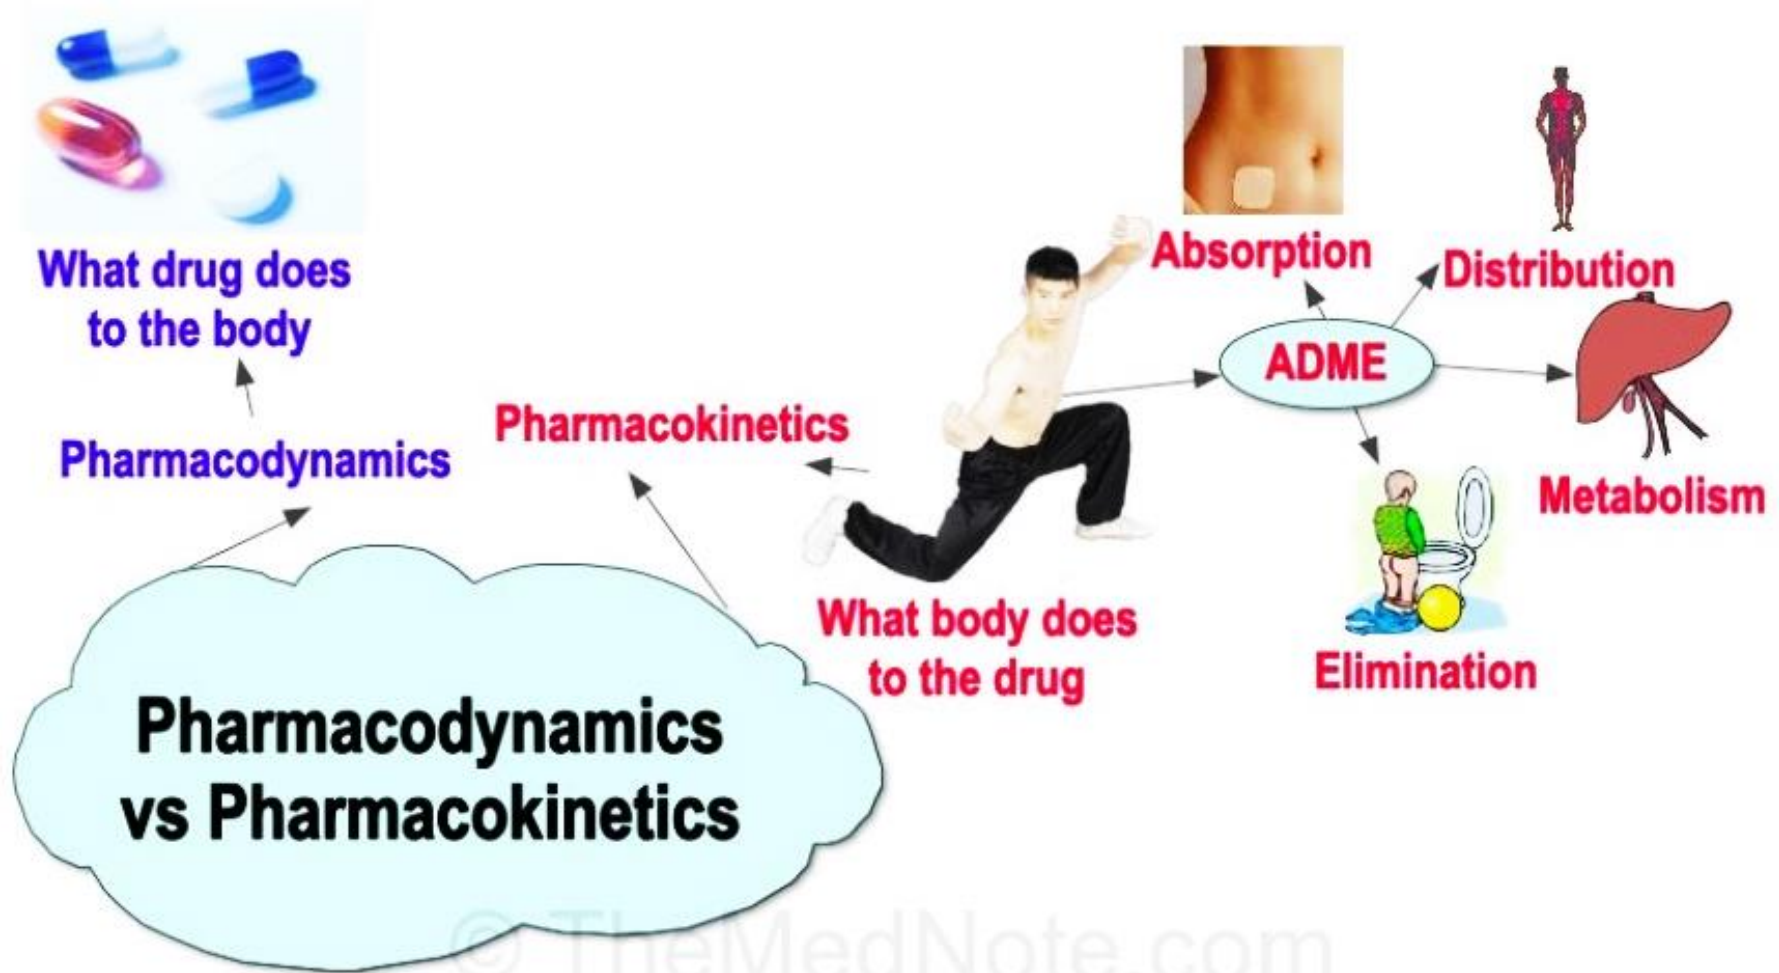 What drug does
to the body
Pharmacodynamics
Pharmacokinetics
Pharmacodynamics
vs Pharmacokinetics
What body does
to the drug
ADME
Absorption
Distribution
Metabolism
Elimination
© TheMedNote.com